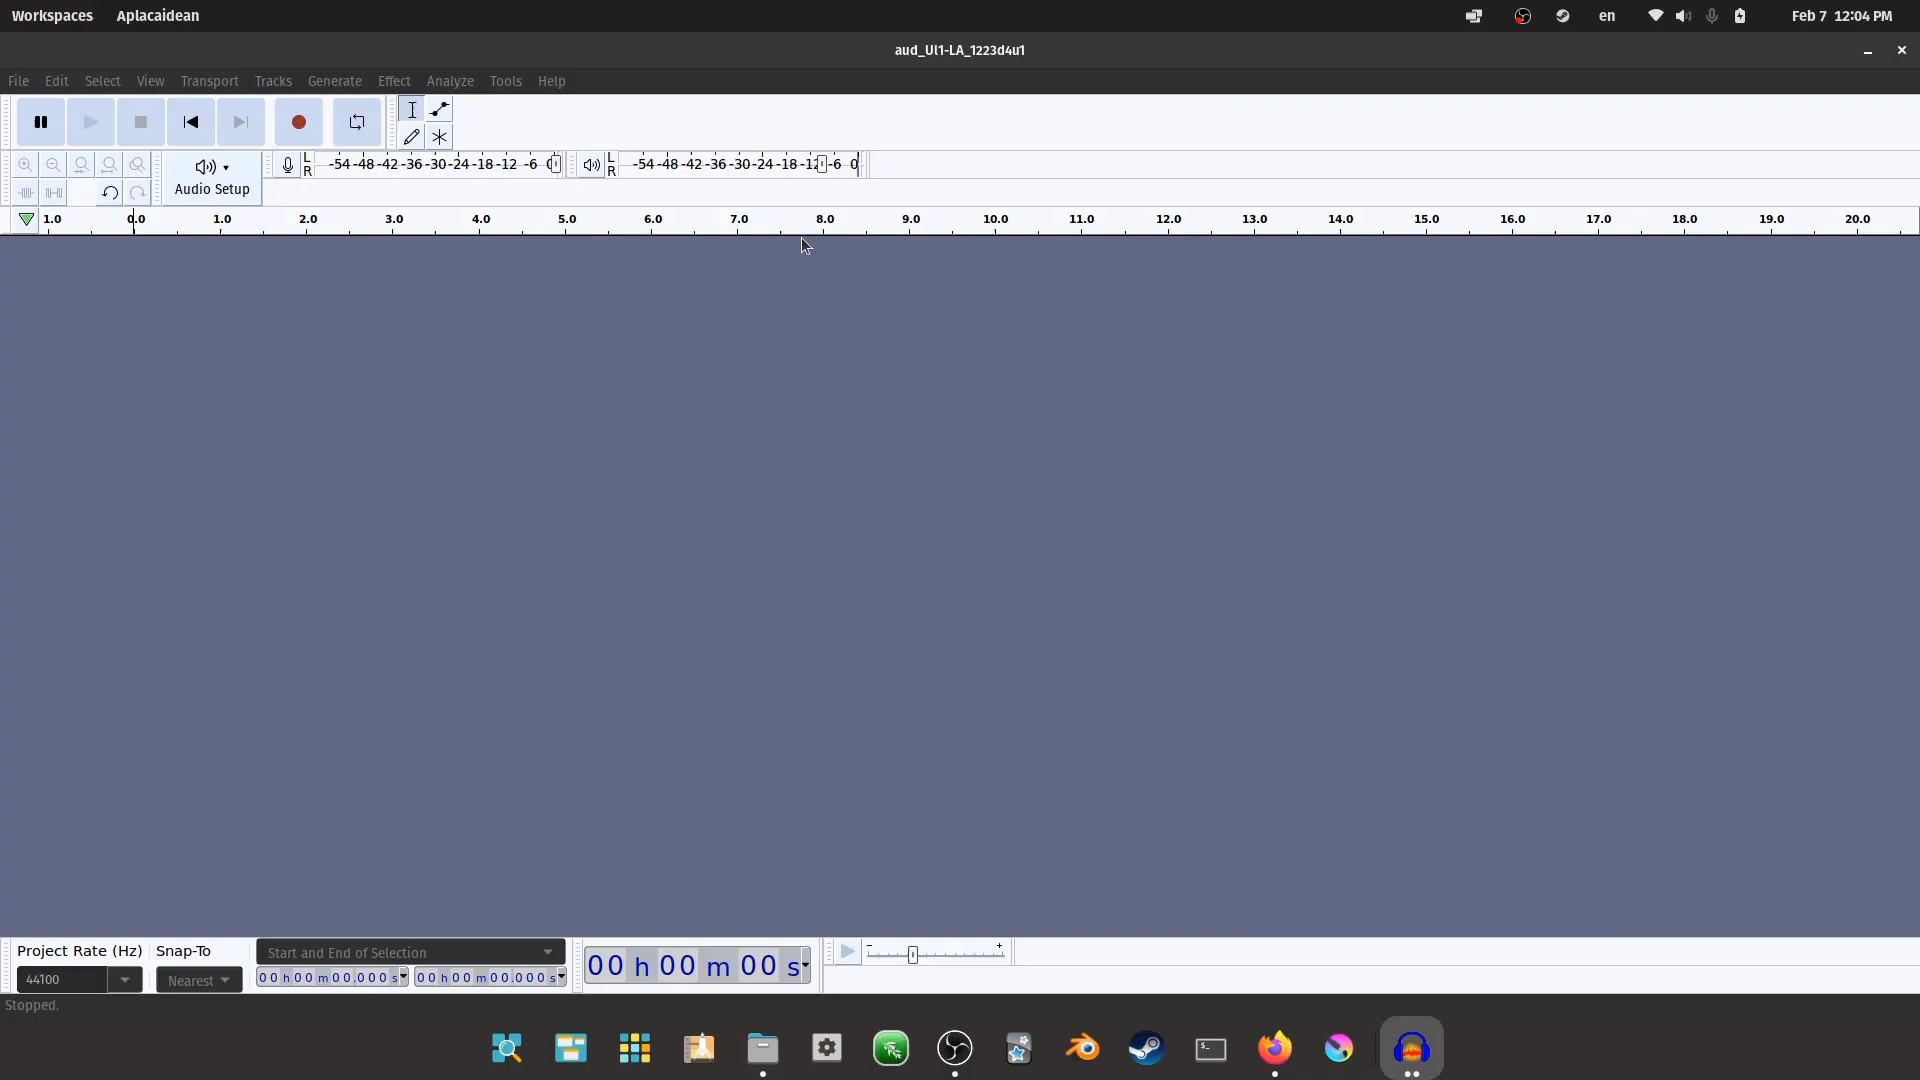 Workspaces Aplacaidean en Feb 7 12:04 PM
aud_Ul1-LA_1223d4u1
File Edit Select View Transport Tracks Generate Effect Analyze Tools Help
L -54 -48 -42 -36 -30 -24 -18 -12 -6 0 L -54 -48 -42 -36 -30 -24 -18 -12 -6 0
R R
Audio Setup
1.0 0.0 1.0 2.0 3.0 4.0 5.0 6.0 7.0 8.0 9.0 10.0 11.0 12.0 13.0 14.0 15.0 16.0 17.0 18.0 19.0 20.0
Project Rate (Hz) Snap-To Start and End of Selection
44100 Nearest 00 h 00 m 00.000 s 00 h 00 m 00.000 s 00 h 00 m 00 s
Stopped.